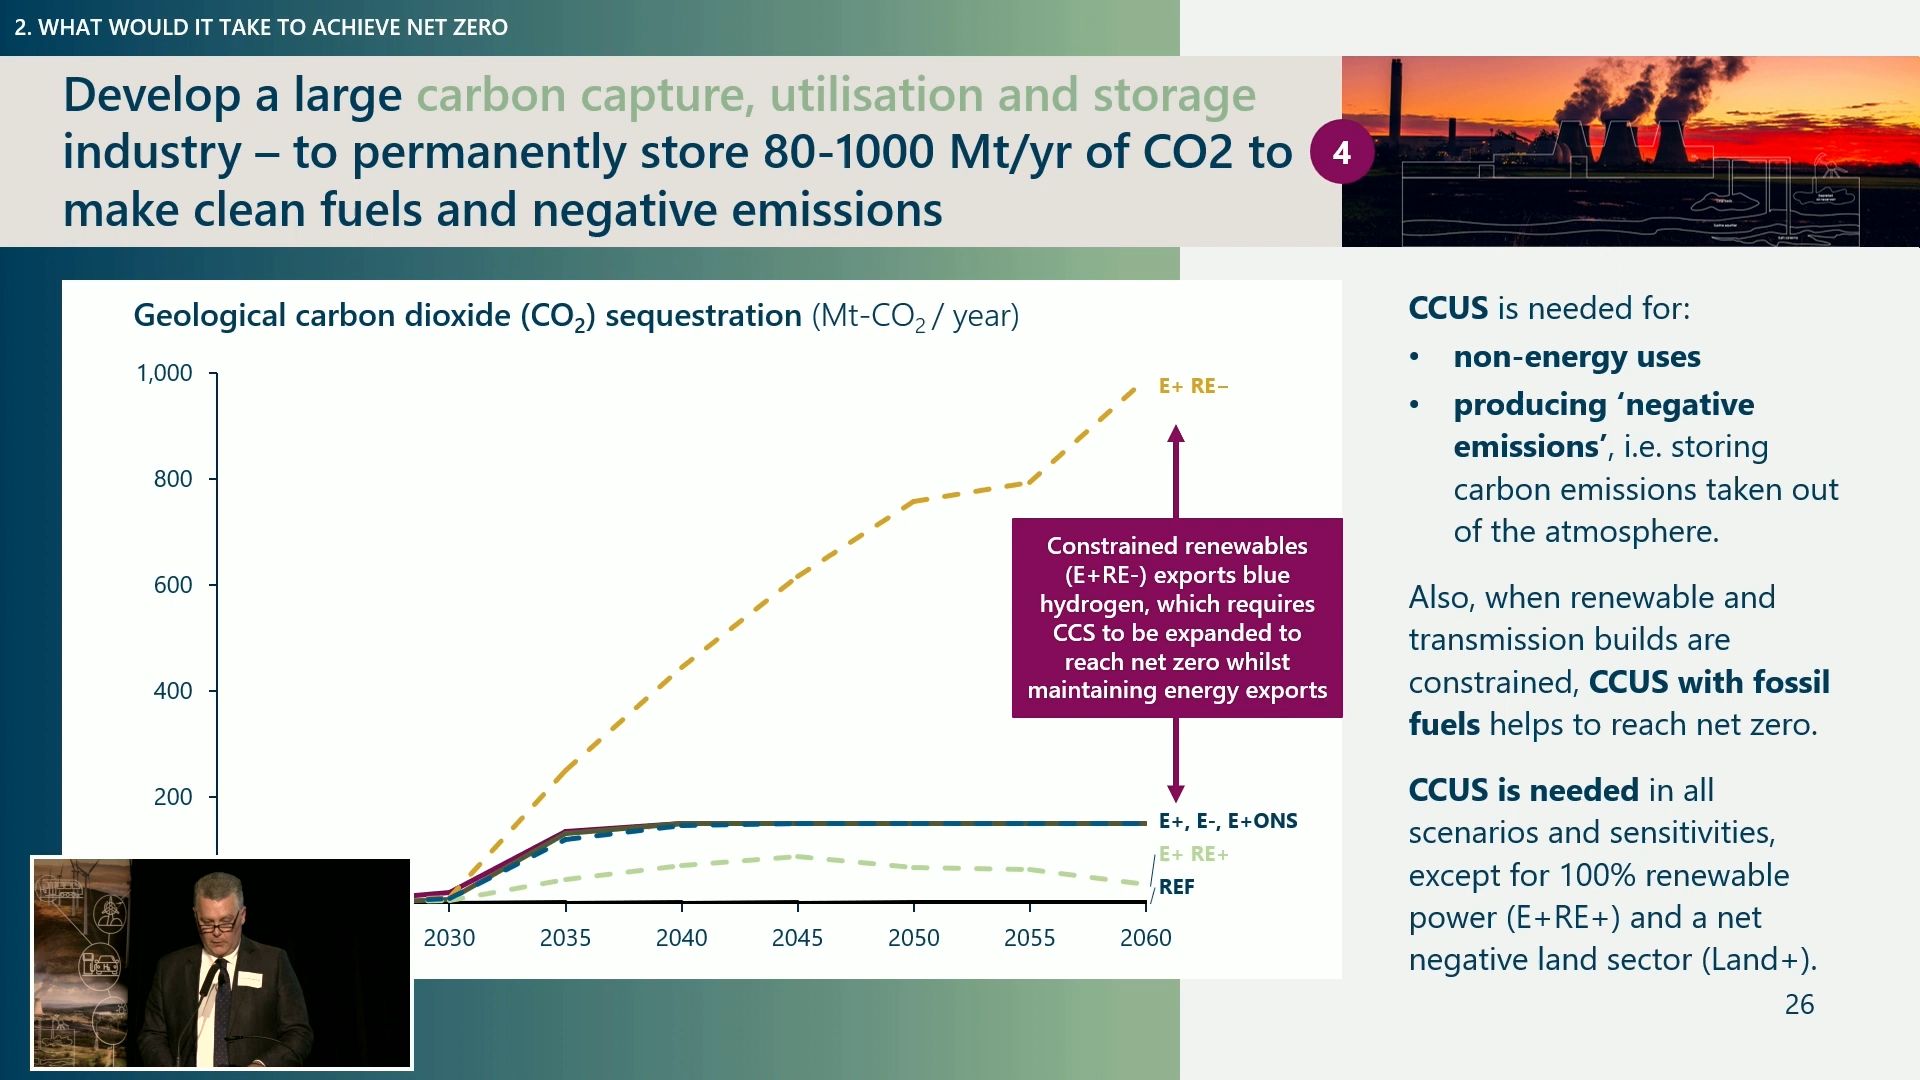 2. WHAT WOULD IT TAKE TO ACHIEVE NET ZERO
Develop a large carbon capture, utilisation and storage
industry – to permanently store 80-1000 Mt/yr of CO2 to
make clean fuels and negative emissions
4
Geological carbon dioxide (CO₂) sequestration (Mt-CO₂ / year)
1,000
800
600
400
200
2030 2035 2040 2045 2050 2055 2060
E+ RE–
Constrained renewables
(E+RE-) exports blue
hydrogen, which requires
CCS to be expanded to
reach net zero whilst
maintaining energy exports
E+, E-, E+ONS
E+ RE+
REF
CCUS is needed for:
• non-energy uses
• producing ‘negative
emissions’, i.e. storing
carbon emissions taken out
of the atmosphere.
Also, when renewable and
transmission builds are
constrained, CCUS with fossil
fuels helps to reach net zero.
CCUS is needed in all
scenarios and sensitivities,
except for 100% renewable
power (E+RE+) and a net
negative land sector (Land+).
26